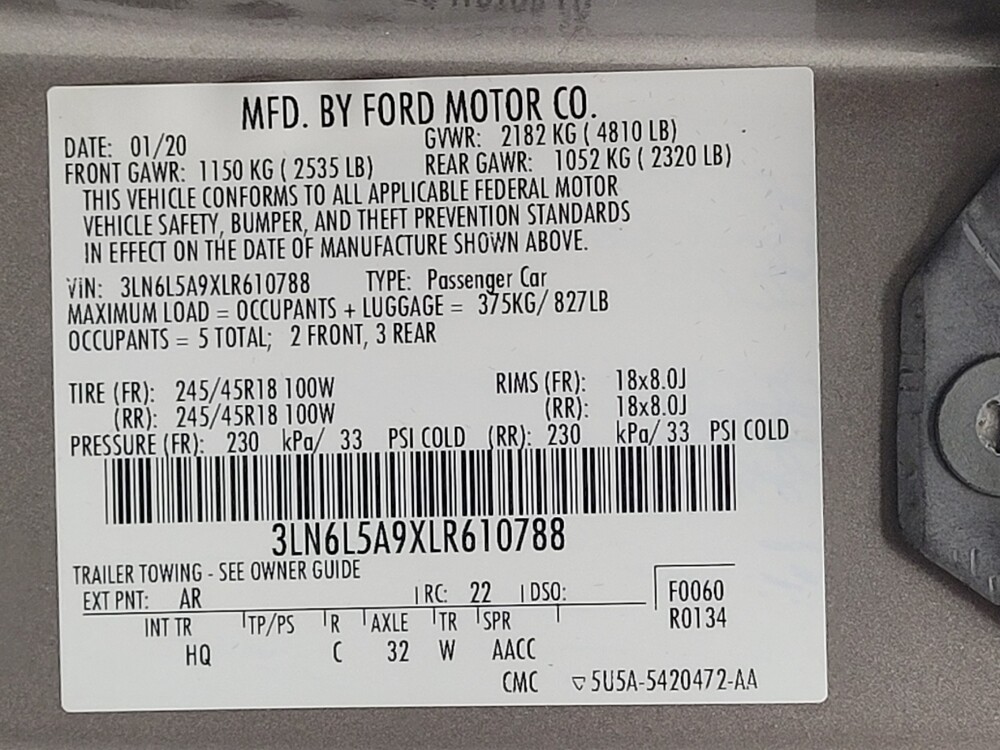 MFD. BY FORD MOTOR CO.
DATE: 01/20 GVWR: 2182 KG ( 4810 LB)
FRONT GAWR: 1150 KG ( 2535 LB) REAR GAWR: 1052 KG ( 2320 LB)
THIS VEHICLE CONFORMS TO ALL APPLICABLE FEDERAL MOTOR
VEHICLE SAFETY, BUMPER, AND THEFT PREVENTION STANDARDS
IN EFFECT ON THE DATE OF MANUFACTURE SHOWN ABOVE.
VIN: 3LN6L5A9XLR610788 TYPE: Passenger Car
MAXIMUM LOAD = OCCUPANTS + LUGGAGE = 375KG/ 827LB
OCCUPANTS = 5 TOTAL; 2 FRONT, 3 REAR
TIRE (FR): 245/45R18 100W RIMS (FR): 18x8.0J
(RR): 245/45R18 100W (RR): 18x8.0J
PRESSURE (FR): 230 kPa/ 33 PSI COLD (RR): 230 kPa/ 33 PSI COLD
3LN6L5A9XLR610788
TRAILER TOWING - SEE OWNER GUIDE
EXT PNT: AR RC: 22 DSO: F0060
R0134
INT TR TP/PS R AXLE TR SPR
HQ C 32 W AACC
CMC ▽ 5U5A-5420472-AA